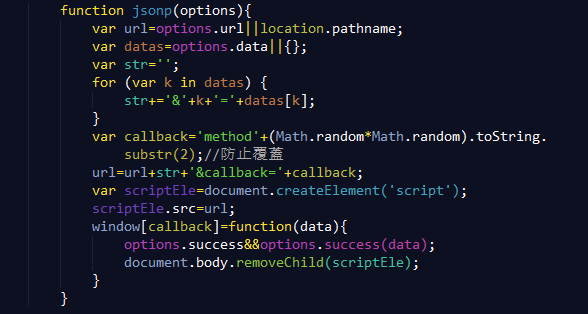 function jsonp(options){
var url=options.url||location.pathname;
var datas=options.data||{};
var str='';
for (var k in datas) {
str+='&'+k+'='+datas[k];
}
var callback='method'+(Math.random*Math.random).toString.
substr(2);//防止覆蓋
url=url+str+'&callback='+callback;
var scriptEle=document.createElement('script');
scriptEle.src=url;
window[callback]=function(data){
options.success&&options.success(data);
document.body.removeChild(scriptEle);
}
}